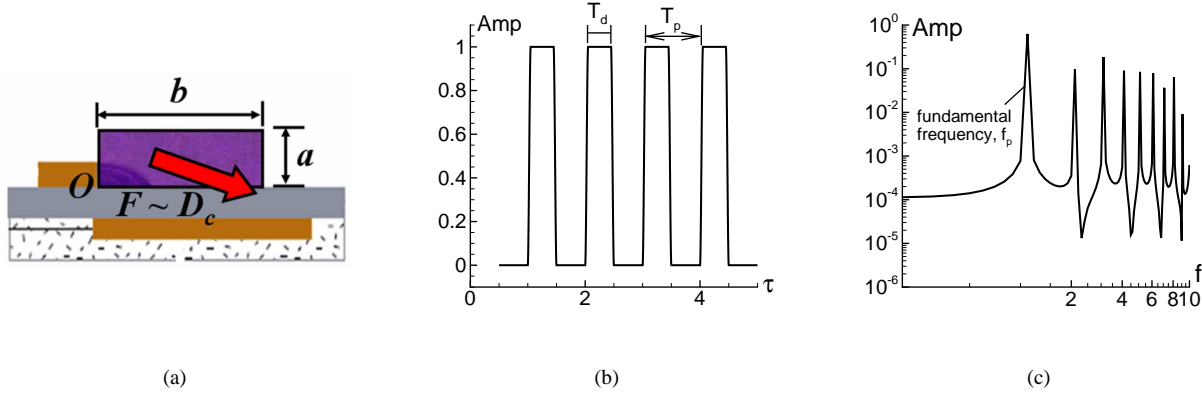 b
a
O
F ~ D_c
(a)
Amp
T_d
T_p
1
0.8
0.6
0.4
0.2
0
0
2
4
τ
(b)
Amp
10^0
10^-1
10^-2
10^-3
10^-4
10^-5
10^-6
fundamental
frequency, f_p
2
4
6
8
10
f
(c)